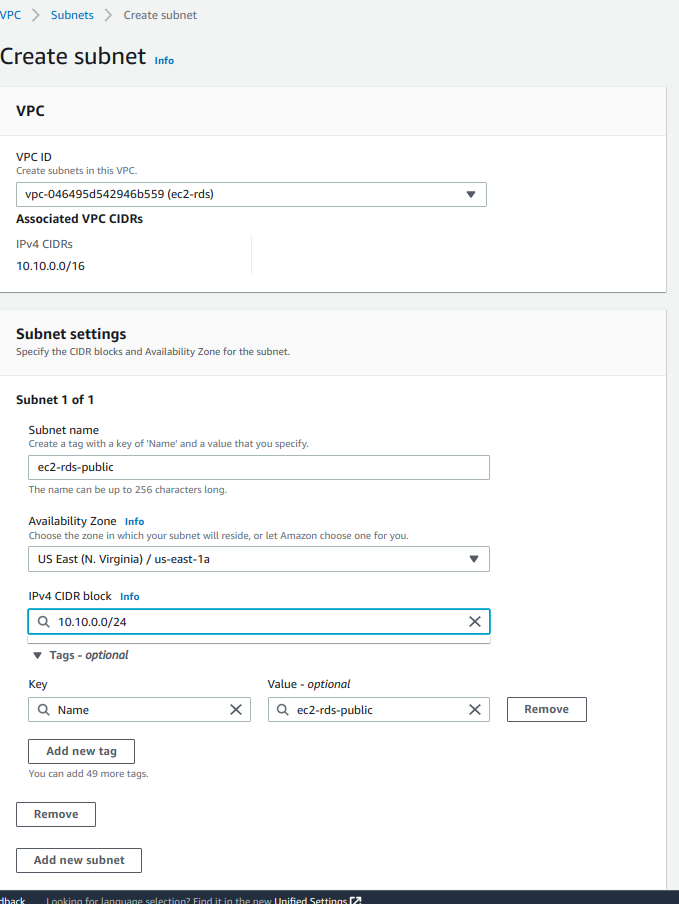 VPC > Subnets > Create subnet
Create subnet Info
VPC
VPC ID
Create subnets in this VPC.
vpc-046495d542946b559 (ec2-rds)
Associated VPC CIDRs
IPv4 CIDRs
10.10.0.0/16
Subnet settings
Specify the CIDR blocks and Availability Zone for the subnet.
Subnet 1 of 1
Subnet name
Create a tag with a key of 'Name' and a value that you specify.
ec2-rds-public
The name can be up to 256 characters long.
Availability Zone Info
Choose the zone in which your subnet will reside, or let Amazon choose one for you.
US East (N. Virginia) / us-east-1a
IPv4 CIDR block Info
10.10.0.0/24
Tags - optional
Key Value - optional
Name ec2-rds-public Remove
Add new tag
You can add 49 more tags.
Remove
Add new subnet
dback Looking for language selection? Find it in the new Unified Settings